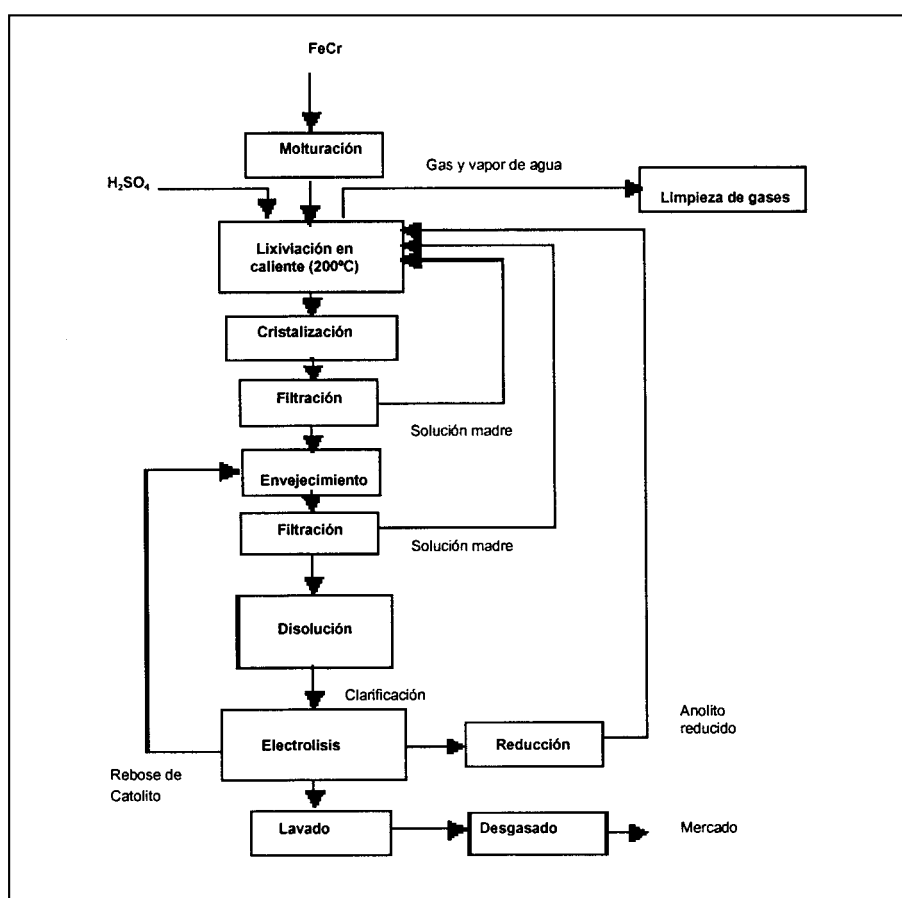 FeCr
Molturación
Gas y vapor de agua
H₂SO₄
Limpieza de gases
Lixiviación en
caliente (200ºC)
Cristalización
Filtración
Solución madre
Envejecimiento
Filtración
Solución madre
Disolución
Clarificación
Anolito
reducido
Electrolisis
Reducción
Rebose de
Catolito
Lavado
Desgasado
Mercado